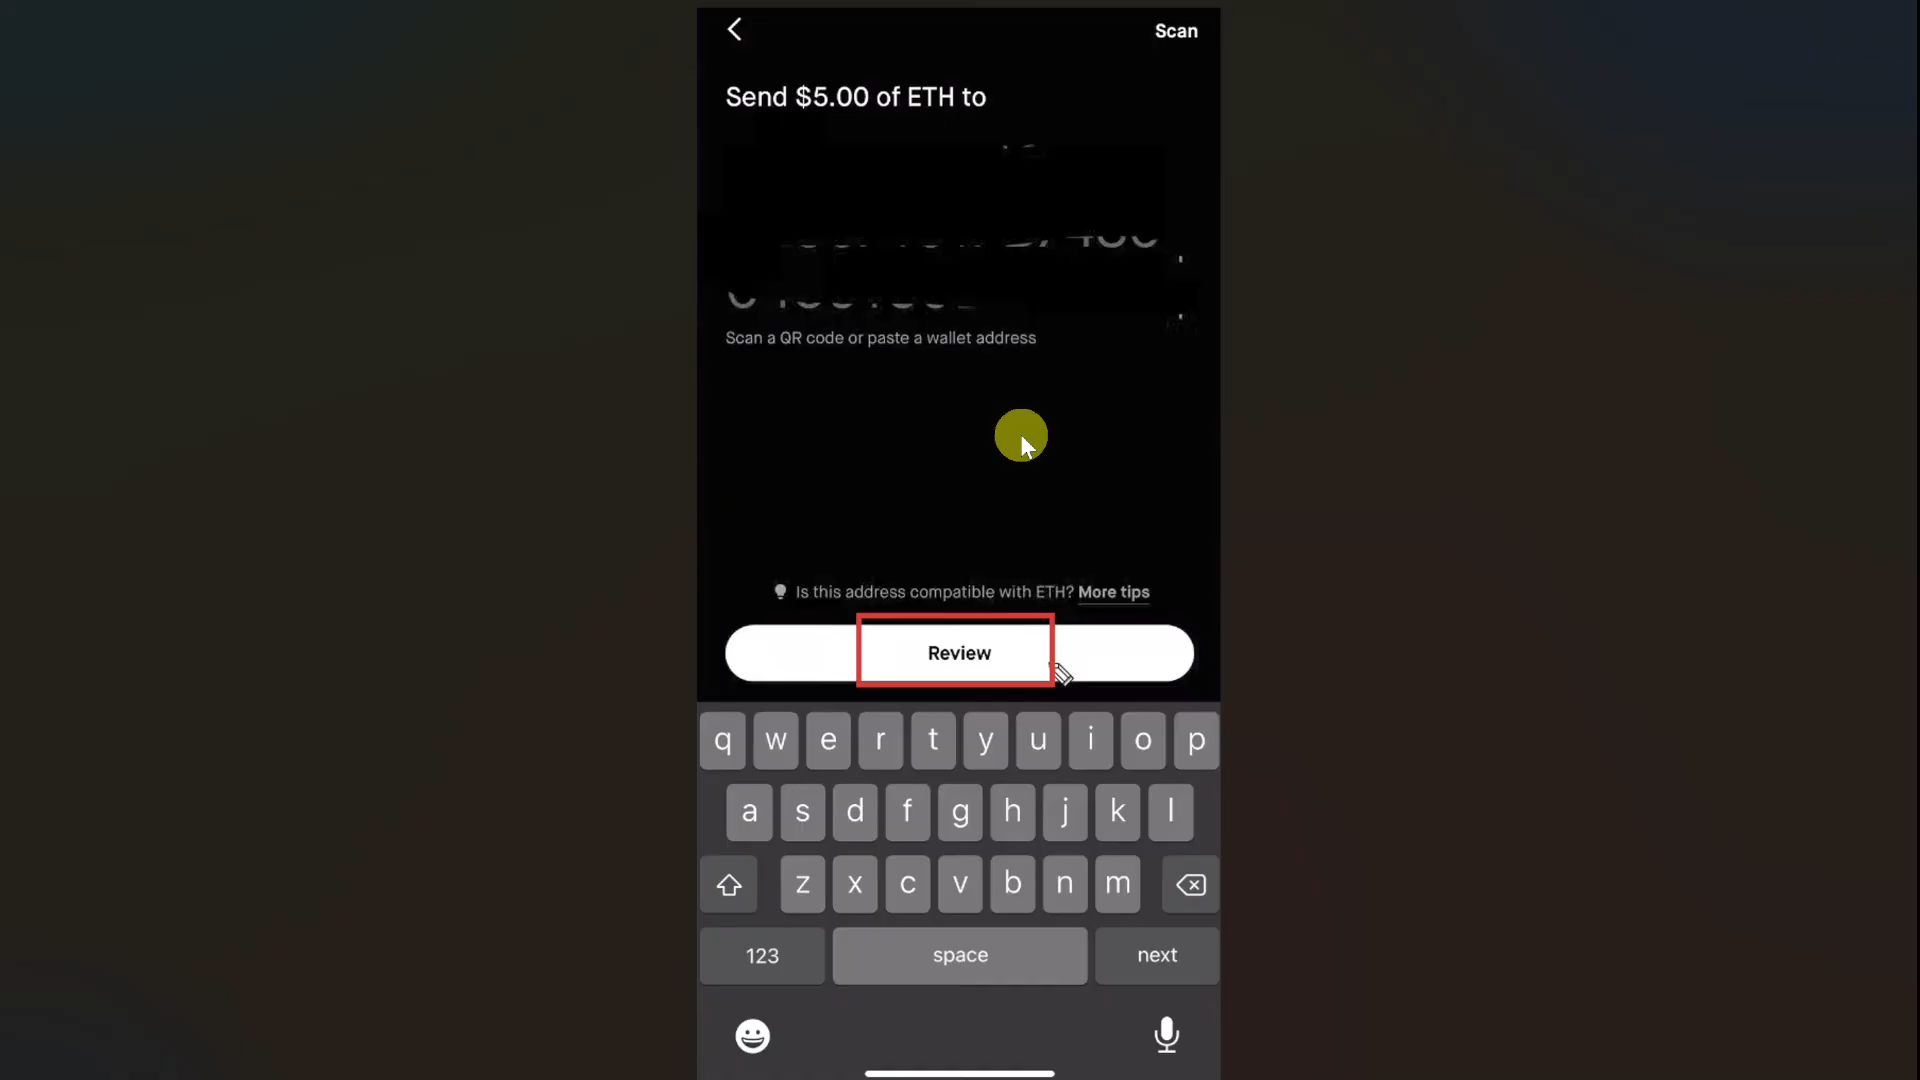 Scan
Send $5.00 of ETH to
Scan a QR code or paste a wallet address
Is this address compatible with ETH? More tips
Review
q w e r t y u i o p
a s d f g h j k l
z x c v b n m
123 space next